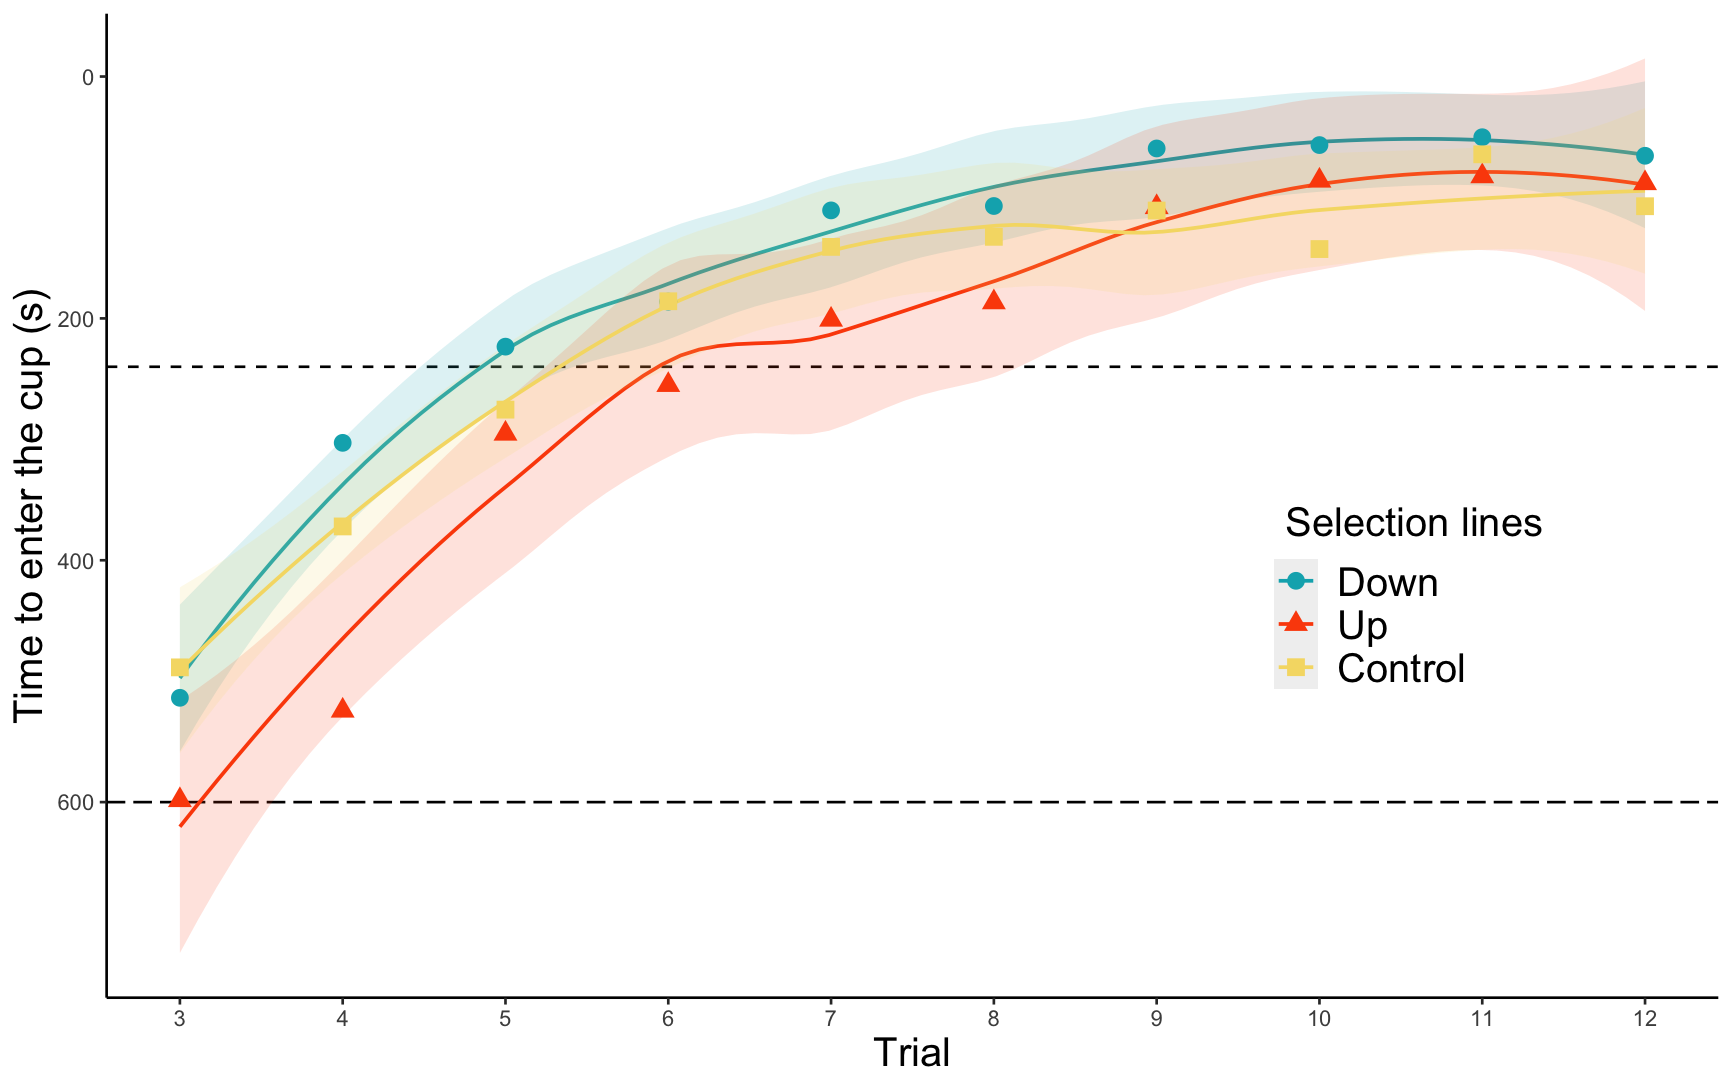 Time to enter the cup (s)
0
200
400
600
Selection lines
Down
Up
Control
3 4 5 6 7 8 9 10 11 12
Trial